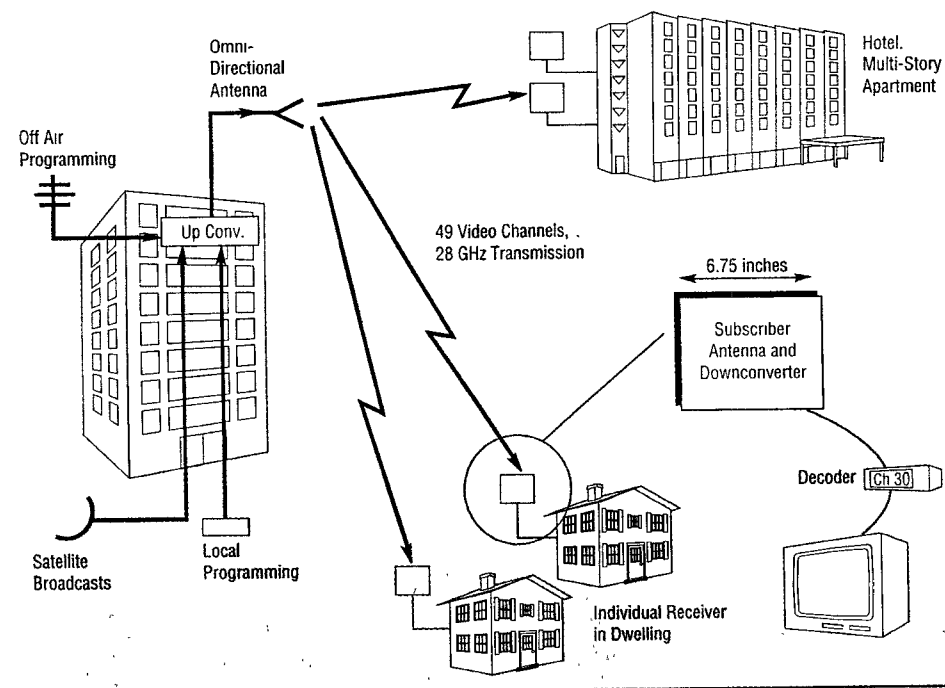 Omni-
Directional
Antenna
Hotel.
Multi-Story
Apartment
Off Air
Programming
Up Conv.
49 Video Channels, .
28 GHz Transmission
6.75 inches
Subscriber
Antenna and
Downconverter
Decoder
Ch 30
Satellite
Broadcasts
Local
Programming
Individual Receiver
in Dwelling